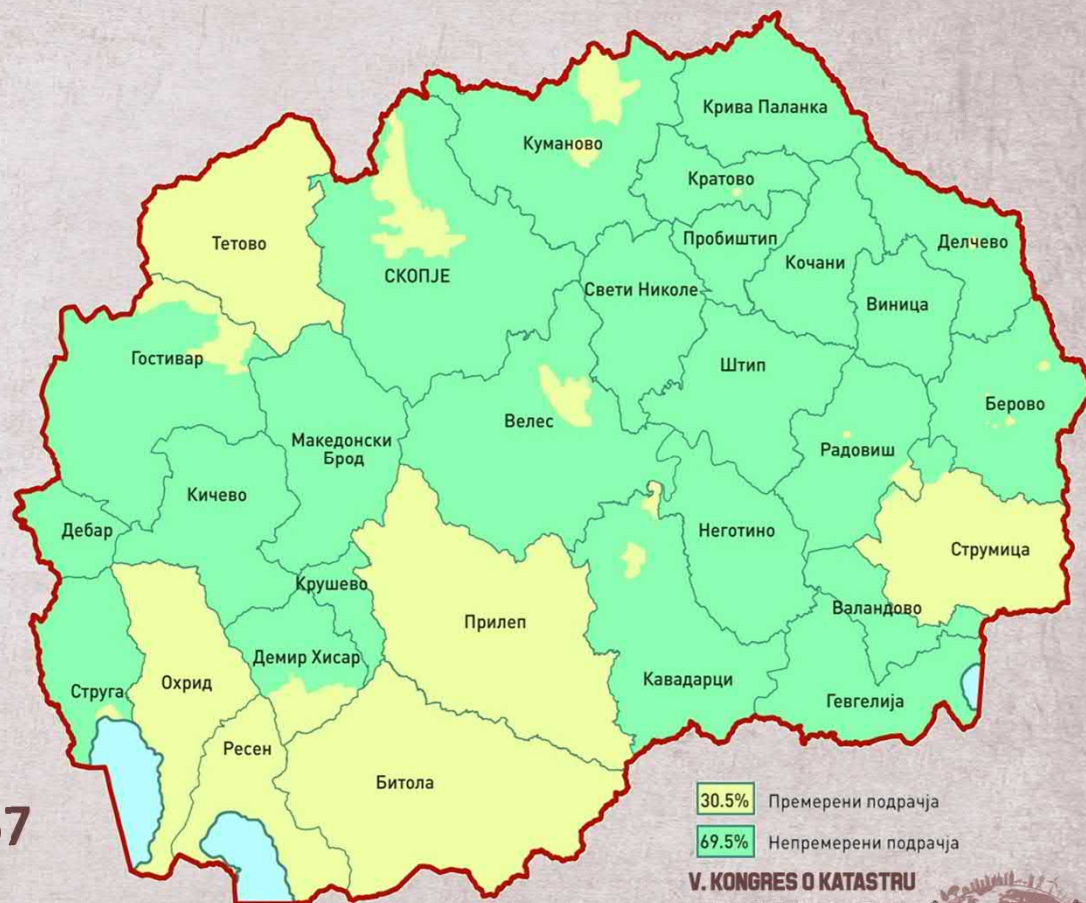 Крива Паланка
Куманово
Кратово
Тетово
Пробиштип
Делчево
СКОПЈЕ
Кочани
Свети Николе
Виница
Гостивар
Штип
Берово
Велес
Македонски
Брод
Радовиш
Кичево
Дебар
Неготино
Струмица
Крушево
Валандово
Прилеп
Демир Хисар
Кавадарци
Охрид
Струга
Гевгелија
Ресен
Битола
30.5% Премерени подрачја
69.5% Непремерени подрачја
V. KONGRES O KATASTRU